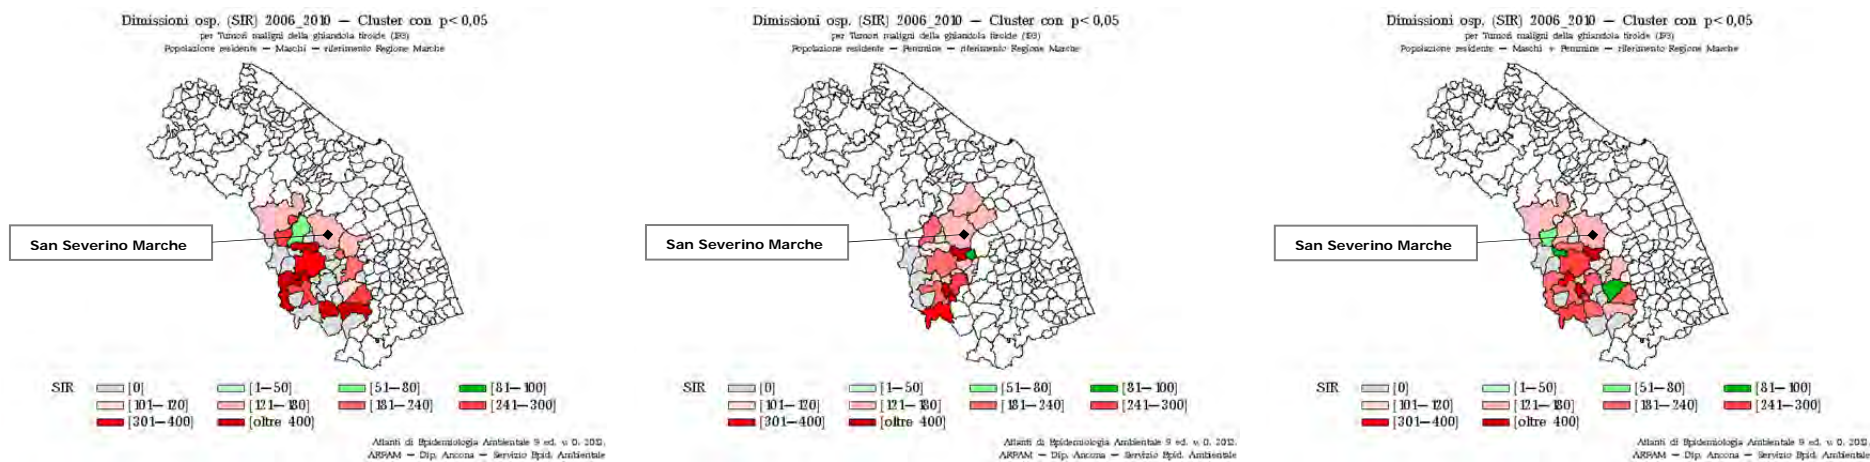 Dimissioni osp. (SIR) 2006_2010 — Cluster con p< 0,05
per Tumori maligni della ghiandola tiroide (193)
Popolazione residente — Maschi — riferimento Regione Marche
San Severino Marche
SIR [0] [1—50] [51—80] [81—100]
[101—120] [121—180] [181—240] [241—300]
[301—400] [oltre 400]
Atlanti di Epidemiologia Ambientale 9 ed. v. 0. 2012.
ARPAM — Dip. Ancona — Servizio Epid. Ambientale
Dimissioni osp. (SIR) 2006_2010 — Cluster con p< 0,05
per Tumori maligni della ghiandola tiroide (193)
Popolazione residente — Femmine — riferimento Regione Marche
San Severino Marche
SIR [0] [1—50] [51—80] [81—100]
[101—120] [121—180] [181—240] [241—300]
[301—400] [oltre 400]
Atlanti di Epidemiologia Ambientale 9 ed. v. 0. 2012.
ARPAM — Dip. Ancona — Servizio Epid. Ambientale
Dimissioni osp. (SIR) 2006_2010 — Cluster con p< 0,05
per Tumori maligni della ghiandola tiroide (193)
Popolazione residente — Maschi + Femmine — riferimento Regione Marche
San Severino Marche
SIR [0] [1—50] [51—80] [81—100]
[101—120] [121—180] [181—240] [241—300]
[301—400] [oltre 400]
Atlanti di Epidemiologia Ambientale 9 ed. v. 0. 2012.
ARPAM — Dip. Ancona — Servizio Epid. Ambientale